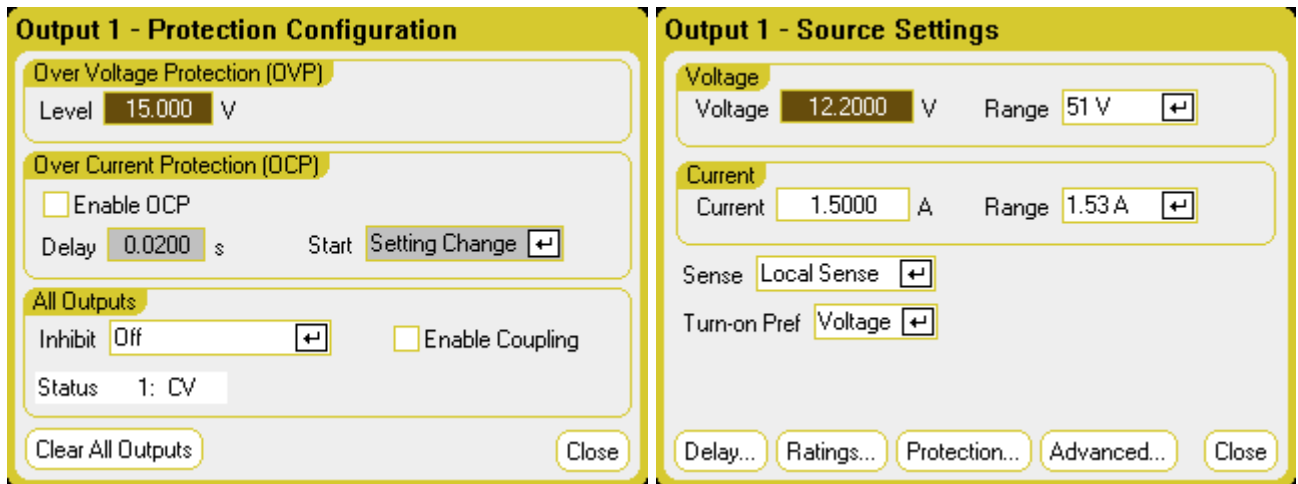 Output 1 - Protection Configuration
Over Voltage Protection (OVP)
Level 15.000 V
Over Current Protection (OCP)
Enable OCP
Delay 0.0200 s Start Setting Change
All Outputs
Inhibit Off Enable Coupling
Status 1: CV
Clear All Outputs Close
Output 1 - Source Settings
Voltage
Voltage 12.2000 V Range 51 V
Current
Current 1.5000 A Range 1.53 A
Sense Local Sense
Turn-on Pref Voltage
Delay... Ratings... Protection... Advanced... Close